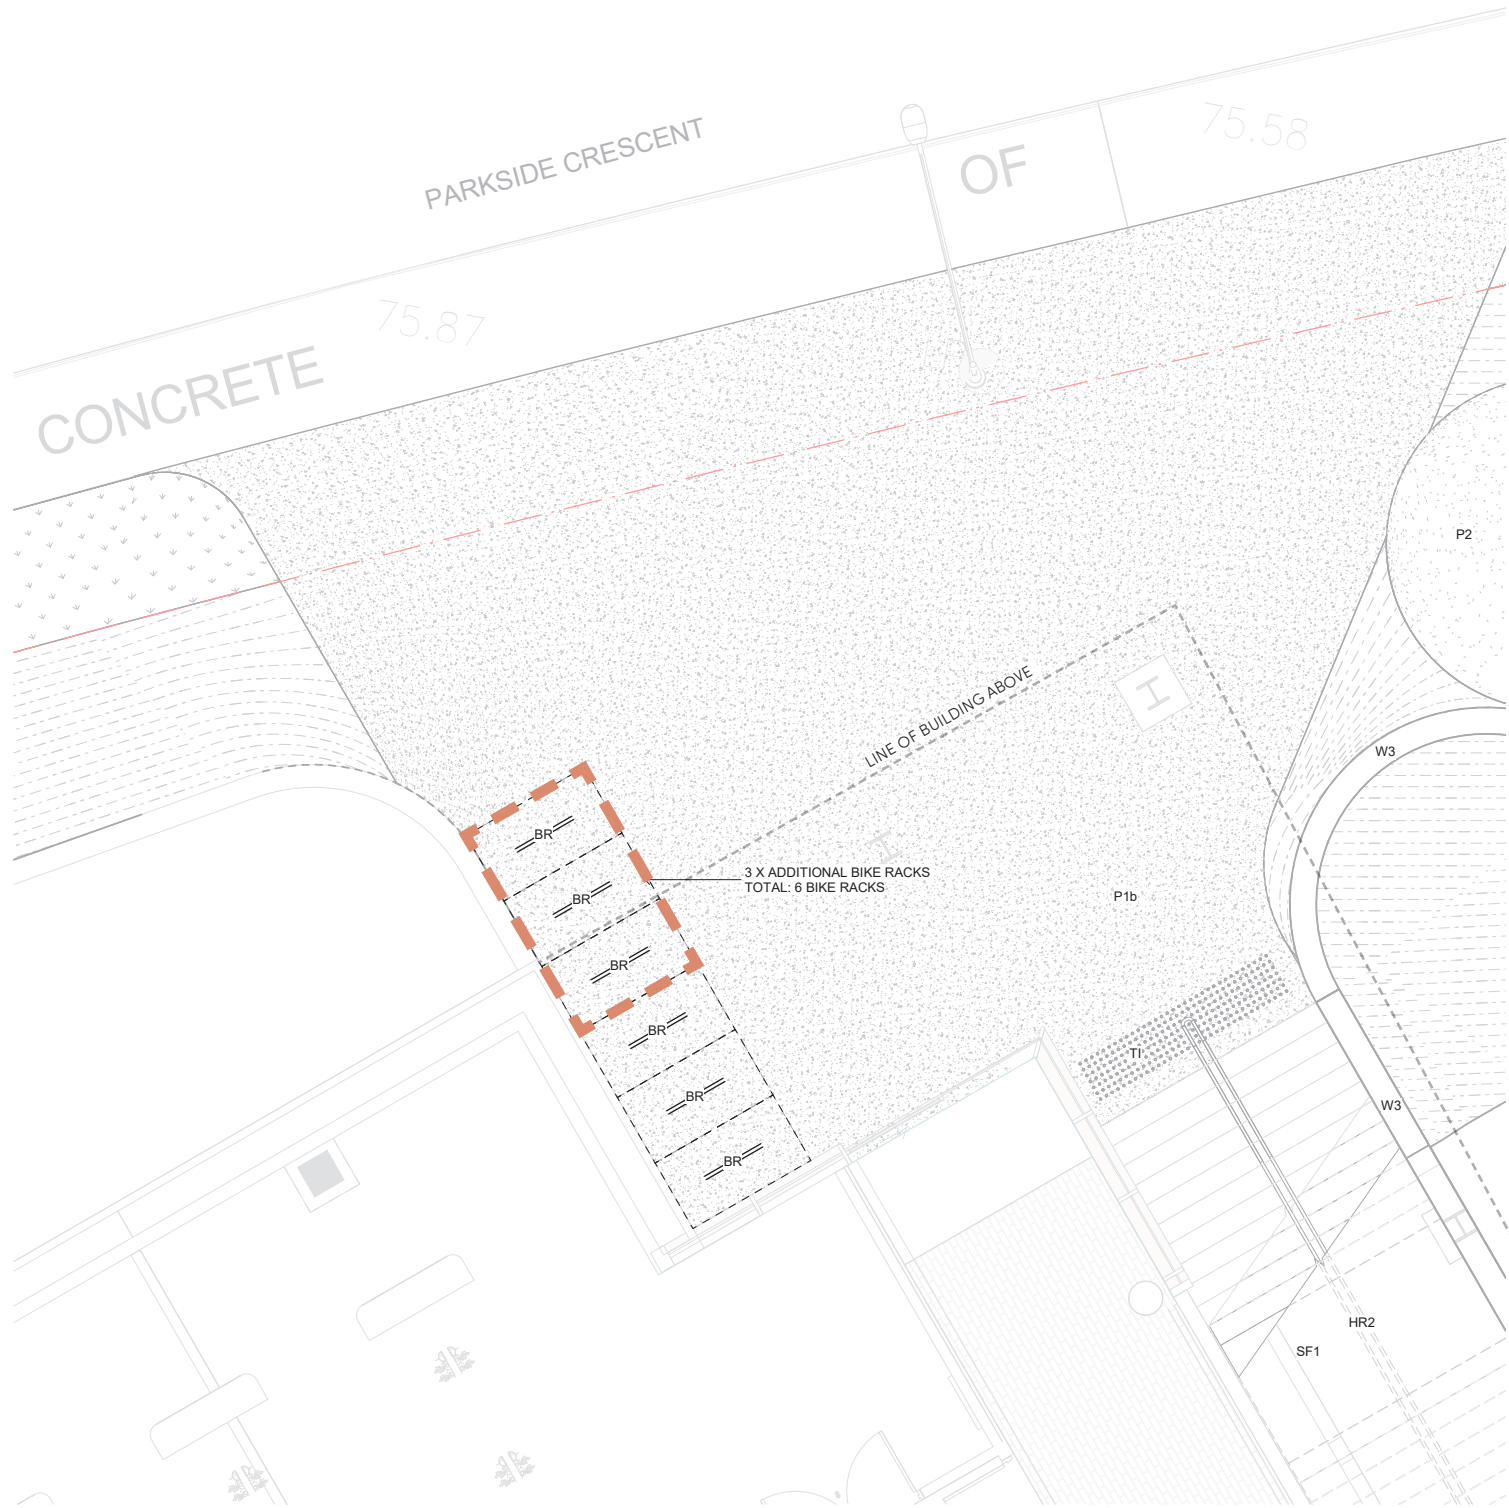 PARKSIDE CRESCENT
OF
75.58
75.87
CONCRETE
P2
LINE OF BUILDING ABOVE
W3
BR
3 X ADDITIONAL BIKE RACKS
TOTAL: 6 BIKE RACKS
BR
P1b
BR
BR
TI
BR
W3
BR
HR2
SF1